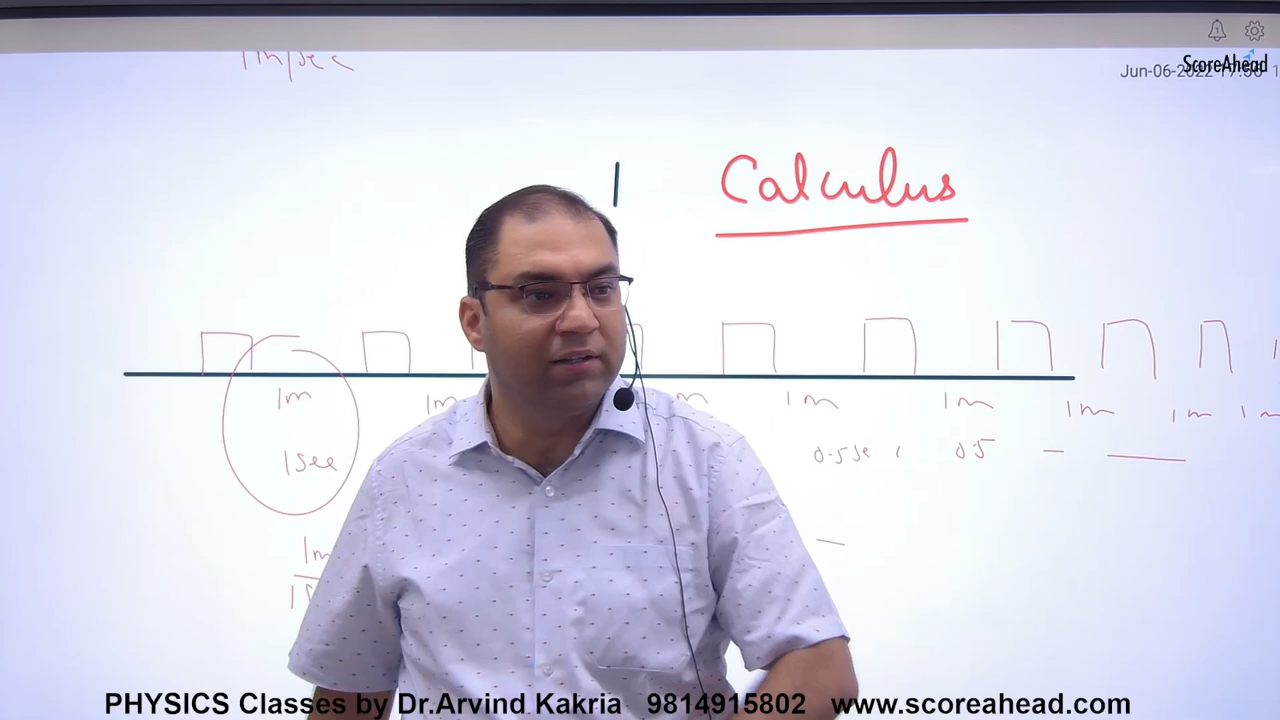 1m/sec
ScoreAhead
Jun-06-2022
Calculus
1m 1m 1m 1m 1m 1m 1m
1sec 0.5se 0.5
1m
PHYSICS Classes by Dr.Arvind Kakria 9814915802 www.scoreahead.com